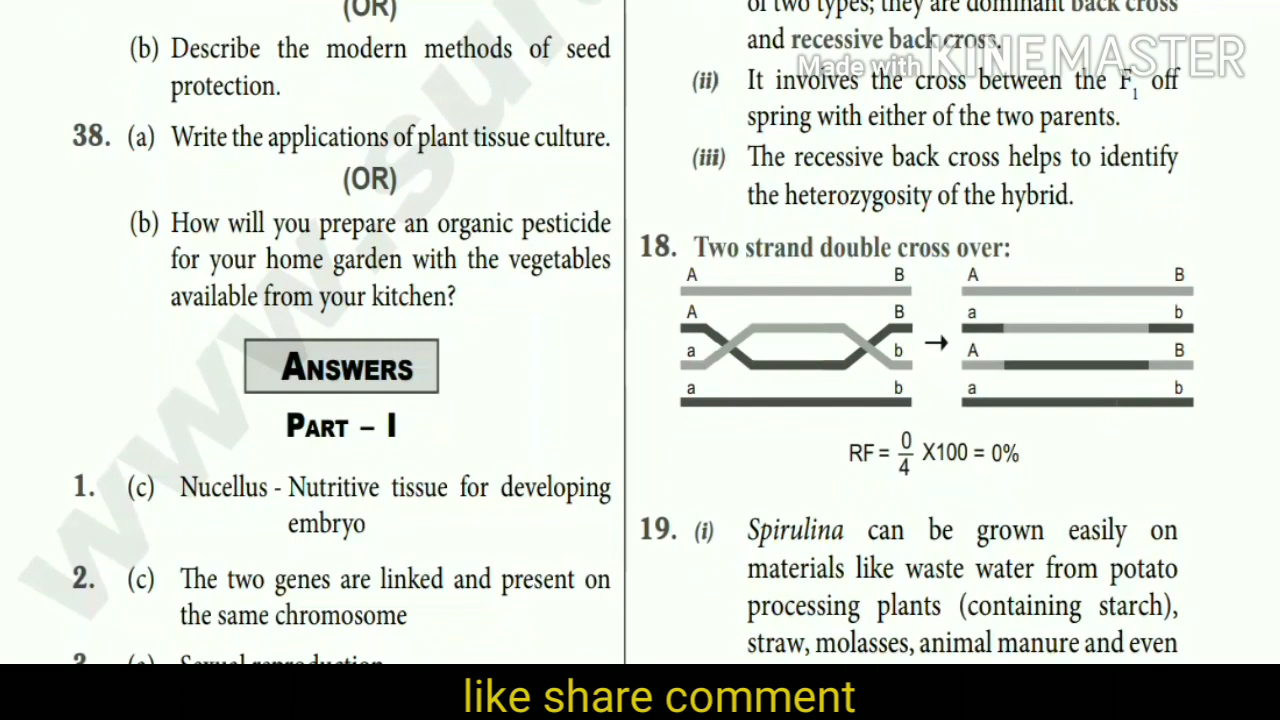 (OR)
(b) Describe the modern methods of seed
protection.
38. (a) Write the applications of plant tissue culture.
(OR)
(b) How will you prepare an organic pesticide
for your home garden with the vegetables
available from your kitchen?
ANSWERS
PART – I
1. (c) Nucellus - Nutritive tissue for developing
embryo
2. (c) The two genes are linked and present on
the same chromosome
3. (a) Sexual reproduction
of two types; they are dominant back cross
and recessive back cross.
(ii) It involves the cross between the F1 off
spring with either of the two parents.
(iii) The recessive back cross helps to identify
the heterozygosity of the hybrid.
18. Two strand double cross over:
A B A B
A B a b
a b → A B
a b a b
RF = 0/4 X100 = 0%
19. (i) Spirulina can be grown easily on
materials like waste water from potato
processing plants (containing starch),
straw, molasses, animal manure and even
Made with KINEMASTER
www.sur
like share comment